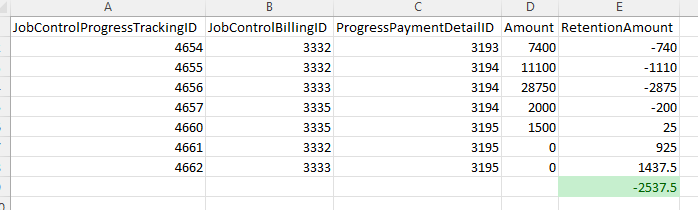 A B C D E
JobControlProgressTrackingID JobControlBillingID ProgressPaymentDetailID Amount RetentionAmount
4654 3332 3193 7400 -740
4655 3332 3194 11100 -1110
4656 3333 3194 28750 -2875
4657 3335 3194 2000 -200
4660 3335 3195 1500 25
4661 3332 3195 0 925
4662 3333 3195 0 1437.5
-2537.5